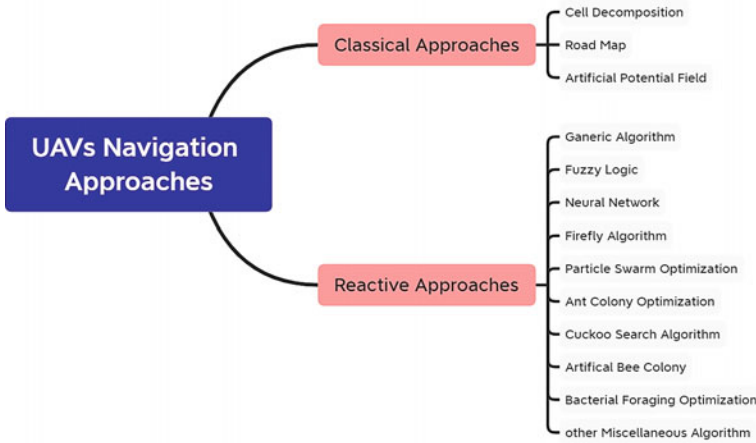 UAVs Navigation
Approaches
Classical Approaches
Cell Decomposition
Road Map
Artificial Potential Field
Reactive Approaches
Ganeric Algorithm
Fuzzy Logic
Neural Network
Firefly Algorithm
Particle Swarm Optimization
Ant Colony Optimization
Cuckoo Search Algorithm
Artifical Bee Colony
Bacterial Foraging Optimization
other Miscellaneous Algorithm